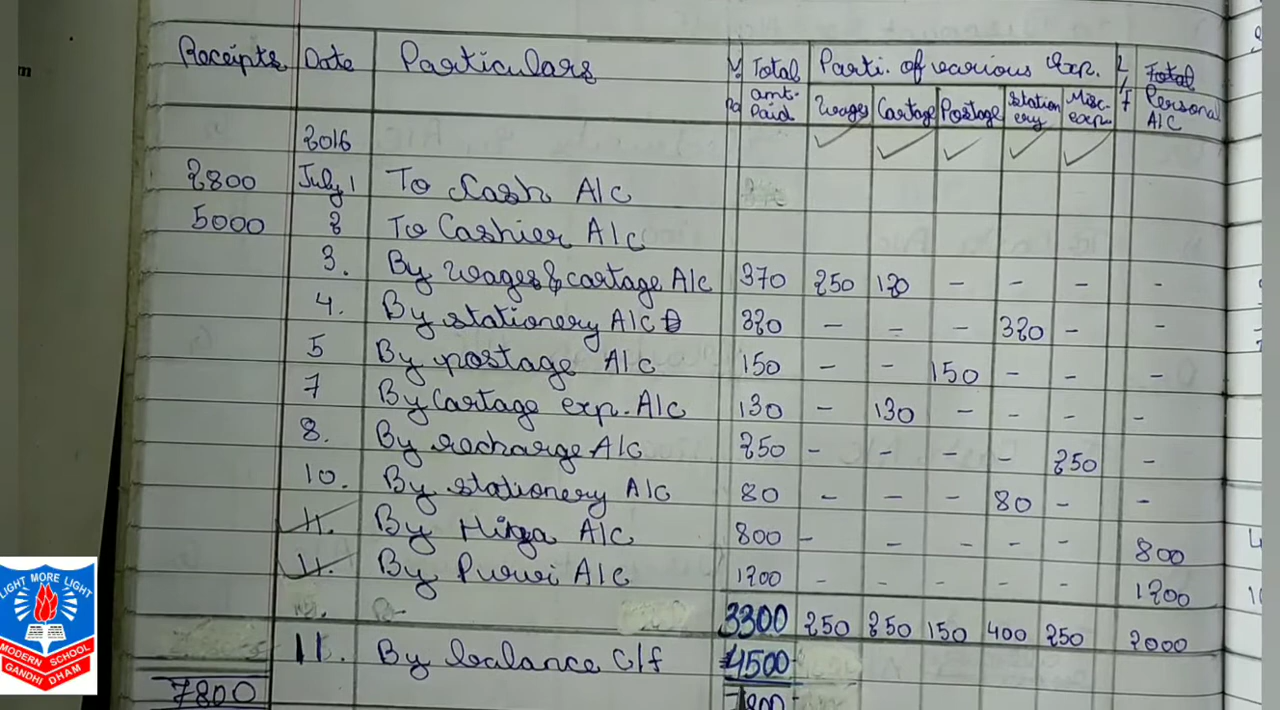 Receipts Date Particulars V. No Total amt. Paid Parti. of various Exp. L/F Total Personal A/C
Wages Cartage Postage Stationery Misc. exp.
2016
2800 July 1 To Cash A/c
5000 2 To Cashier A/c
3. By wages & cartage A/c 370 250 120 - - - -
4. By stationery A/c 320 - - - 320 - -
5 By postage A/c 150 - - 150 - - -
7 By Cartage exp. A/c 130 - 130 - - - -
8. By recharge A/c 250 - - - - 250 -
10. By stationery A/c 80 - - - 80 - -
11. By Hirva A/c 800 - - - - - 800
11. By Purvi A/c 1200 - - - - - 1200
3300 250 250 150 400 250 2000
11. By balance c/f 4500
7800 7800
LIGHT MORE LIGHT
MODERN SCHOOL
GANDHI DHAM